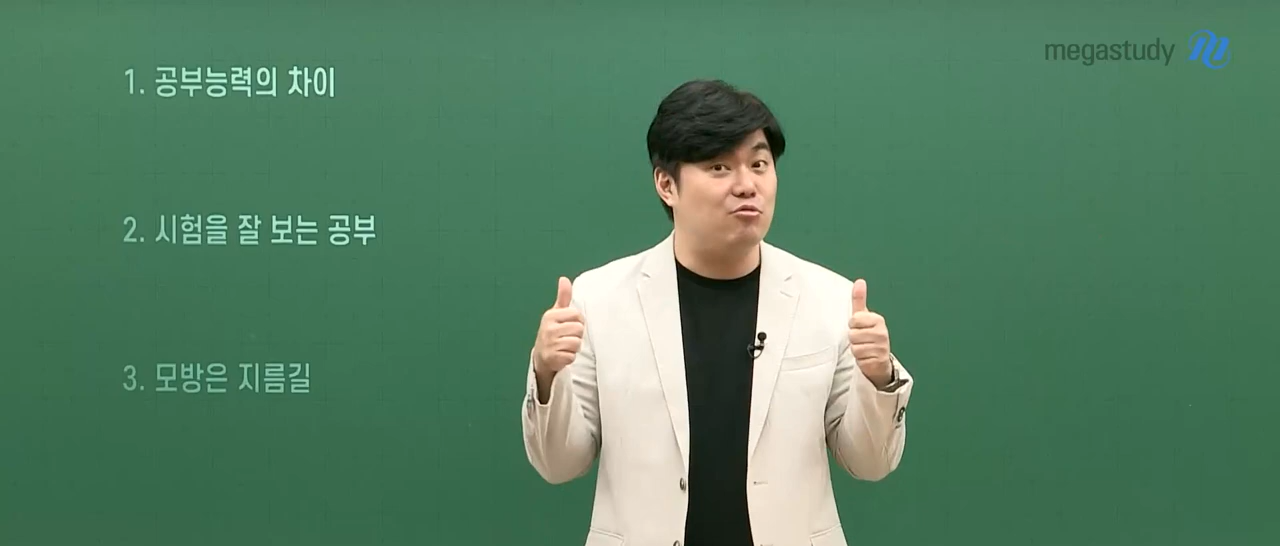 megastudy
1. 공부능력의 차이
2. 시험을 잘 보는 공부
3. 모방은 지름길